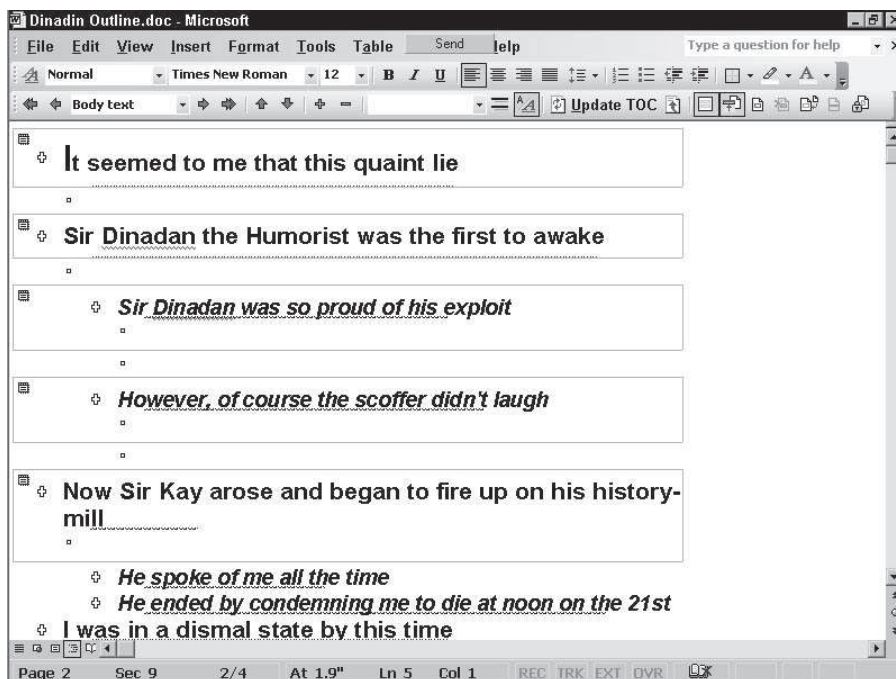 Dinadin Outline.doc - Microsoft
File Edit View Insert Format Tools Table Send Help Type a question for help
Normal Times New Roman 12 B I U A
Body text Update TOC
It seemed to me that this quaint lie
Sir Dinadan the Humorist was the first to awake
Sir Dinadan was so proud of his exploit
However, of course the scoffer didn't laugh
Now Sir Kay arose and began to fire up on his history-
mill
He spoke of me all the time
He ended by condemning me to die at noon on the 21st
I was in a dismal state by this time
Page 2 Sec 9 2/4 At 1.9" Ln 5 Col 1 REC TRK EXT OVR